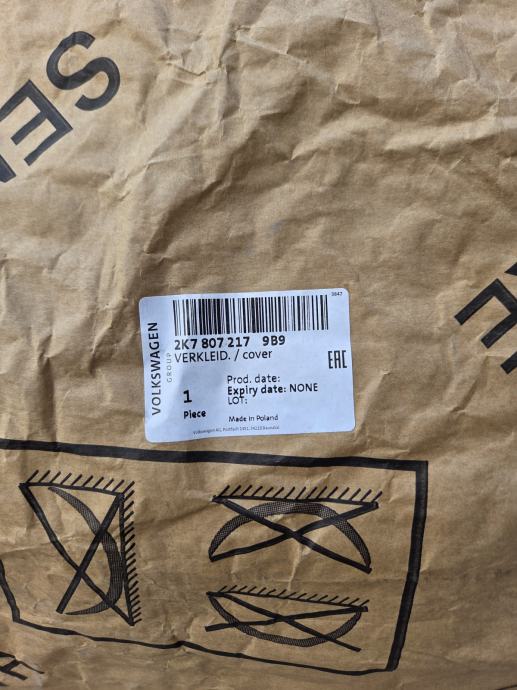 SE
3647
VOLKSWAGEN
GROUP
2K7 807 217 9B9
VERKLEID. / cover
EAC
Prod. date:
Expiry date: NONE
LOT:
1
Piece
Made in Poland